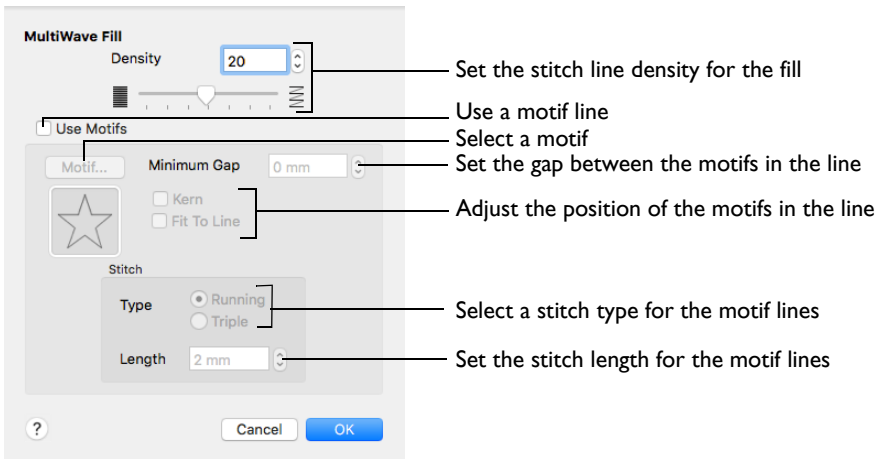 MultiWave Fill
Density 20
Set the stitch line density for the fill
Use a motif line
Use Motifs
Select a motif
Motif... Minimum Gap 0 mm
Set the gap between the motifs in the line
Kern
Fit To Line
Adjust the position of the motifs in the line
Stitch
Type Running
Triple
Select a stitch type for the motif lines
Length 2 mm
Set the stitch length for the motif lines
? Cancel OK